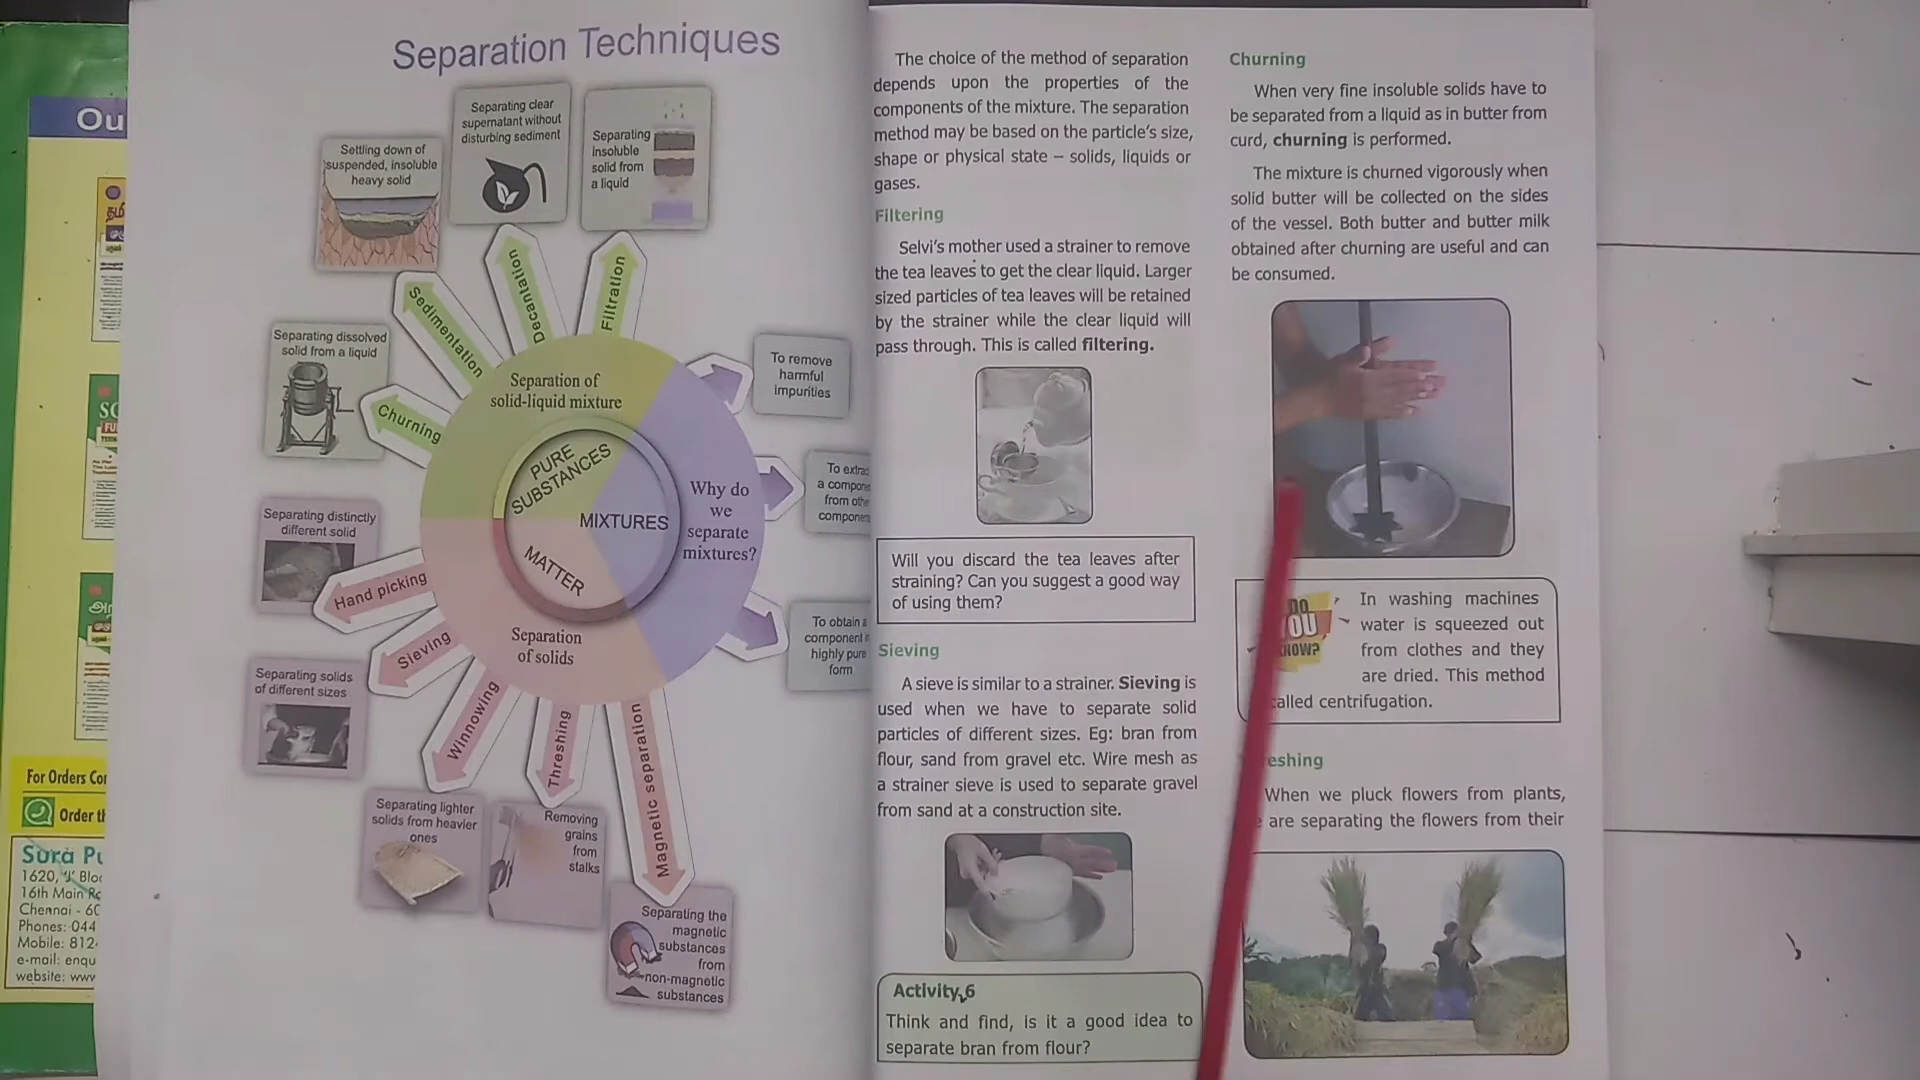 Separation Techniques
Separating clear
supernatant without
disturbing sediment
Separating
insoluble
solid from
a liquid
Settling down of
suspended, insoluble
heavy solid
Sedimentation
Decantation
Filtration
Separating dissolved
solid from a liquid
Churning
Separation of
solid-liquid mixture
To remove
harmful
impurities
PURE
SUBSTANCES
MIXTURES
MATTER
Why do
we
separate
mixtures?
a
from
To obtain a
component
highly pure
form
Separating distinctly
different solid
Hand picking
Separation
of solids
Sieving
Separating solids
of different sizes
Winnowing
Threshing
Magnetic separation
Separating lighter
solids from heavier
ones
Removing
grains
from
stalks
Separating the
magnetic
substances
from
non-magnetic
substances
The choice of the method of separation
depends upon the properties of the
components of the mixture. The separation
method may be based on the particle's size,
shape or physical state – solids, liquids or
gases.
Filtering
Selvi's mother used a strainer to remove
the tea leaves to get the clear liquid. Larger
sized particles of tea leaves will be retained
by the strainer while the clear liquid will
pass through. This is called filtering.
Will you discard the tea leaves after
straining? Can you suggest a good way
of using them?
Sieving
A sieve is similar to a strainer. Sieving is
used when we have to separate solid
particles of different sizes. Eg: bran from
flour, sand from gravel etc. Wire mesh as
a strainer sieve is used to separate gravel
from sand at a construction site.
Activity 6
Think and find, is it a good idea to
separate bran from flour?
Churning
When very fine insoluble solids have to
be separated from a liquid as in butter from
curd, churning is performed.
The mixture is churned vigorously when
solid butter will be collected on the sides
of the vessel. Both butter and butter milk
obtained after churning are useful and can
be consumed.
In washing machines
water is squeezed out
from clothes and they
are dried. This method
called centrifugation.
When we pluck flowers from plants,
are separating the flowers from their
For Orders
Order
Sura
1620, 'J'
16th Main
Chennai - 60
Phones: 044
Mobile: 812
e-mail:
website: www